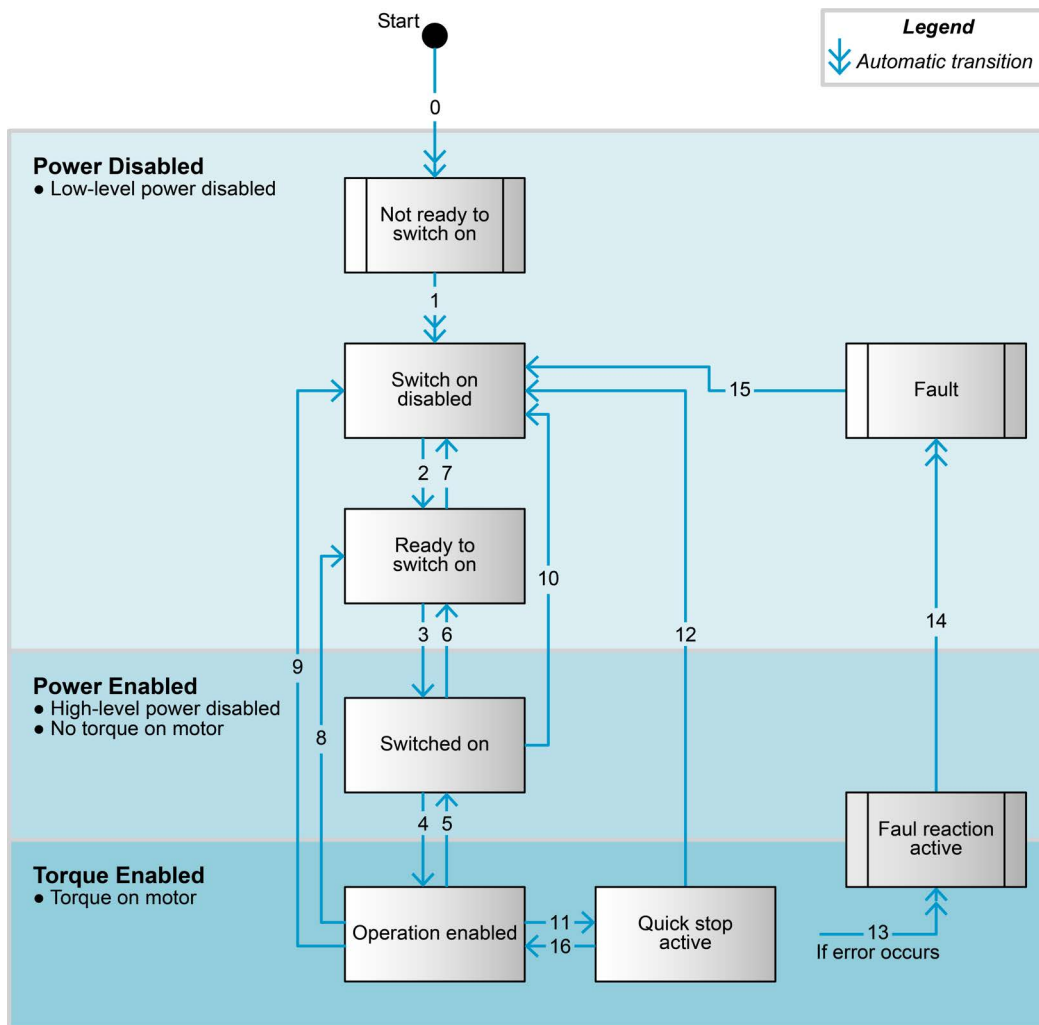 Start
Legend
Automatic transition
0
Power Disabled
● Low-level power disabled
Not ready to
switch on
1
Switch on
disabled
15
Fault
2
7
Ready to
switch on
10
3
6
12
14
9
Power Enabled
● High-level power disabled
● No torque on motor
8
Switched on
4
5
Faul reaction
active
Torque Enabled
● Torque on motor
Operation enabled
11
16
Quick stop
active
13
If error occurs